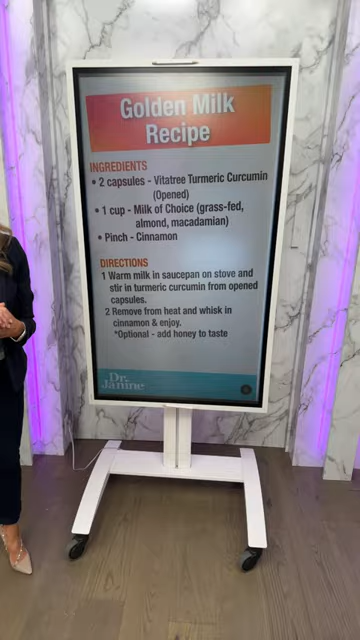 Golden Milk
Recipe
INGREDIENTS
• 2 capsules - Vitatree Turmeric Curcumin
(Opened)
• 1 cup - Milk of Choice (grass-fed,
almond, macadamian)
• Pinch - Cinnamon
DIRECTIONS
1 Warm milk in saucepan on stove and
stir in turmeric curcumin from opened
capsules.
2 Remove from heat and whisk in
cinnamon & enjoy.
*Optional - add honey to taste
Dr.
Janine